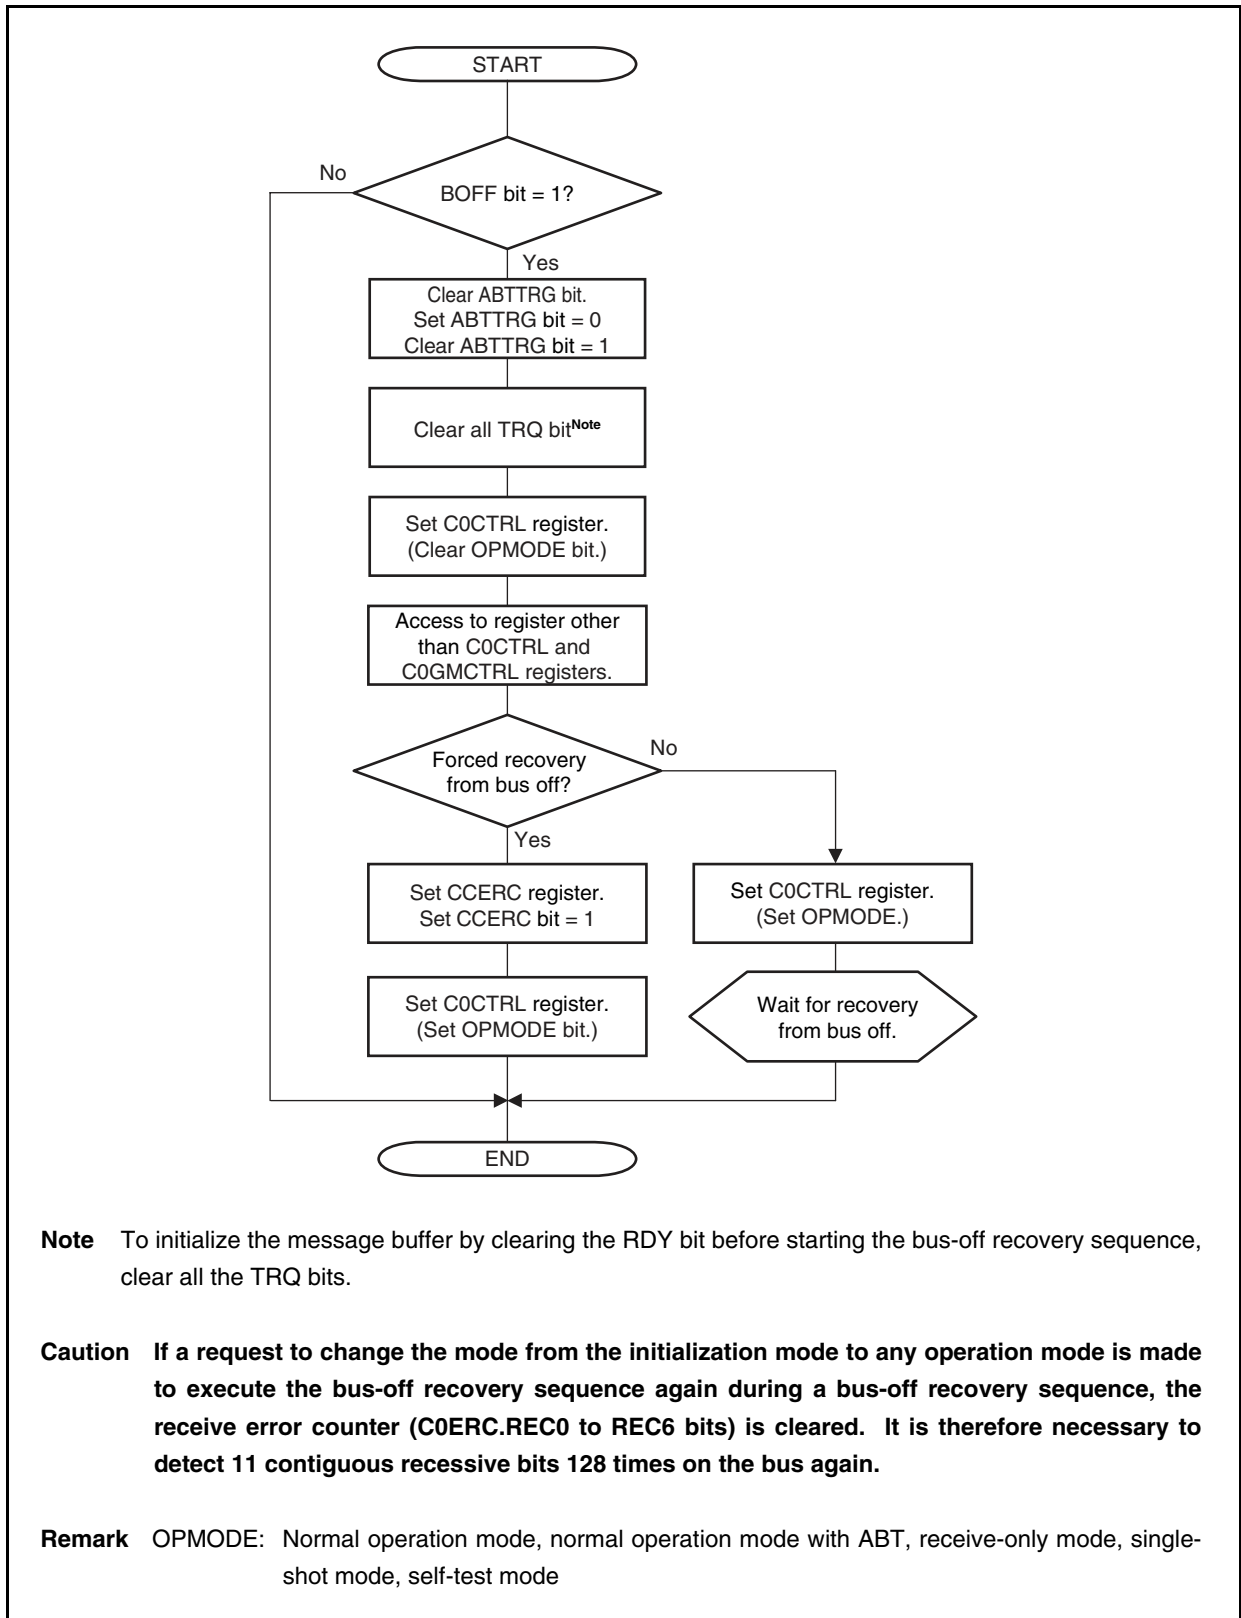 START
No
BOFF bit = 1?
Yes
Clear ABTTRG bit.
Set ABTTRG bit = 0
Clear ABTTRG bit = 1
Clear all TRQ bitNote
Set C0CTRL register.
(Clear OPMODE bit.)
Access to register other
than C0CTRL and
C0GMCTRL registers.
Forced recovery
from bus off?
No
Yes
Set CCERC register.
Set CCERC bit = 1
Set C0CTRL register.
(Set OPMODE.)
Set C0CTRL register.
(Set OPMODE bit.)
Wait for recovery
from bus off.
END
Note To initialize the message buffer by clearing the RDY bit before starting the bus-off recovery sequence,
clear all the TRQ bits.
Caution If a request to change the mode from the initialization mode to any operation mode is made
to execute the bus-off recovery sequence again during a bus-off recovery sequence, the
receive error counter (C0ERC.REC0 to REC6 bits) is cleared. It is therefore necessary to
detect 11 contiguous recessive bits 128 times on the bus again.
Remark OPMODE: Normal operation mode, normal operation mode with ABT, receive-only mode, single-
shot mode, self-test mode